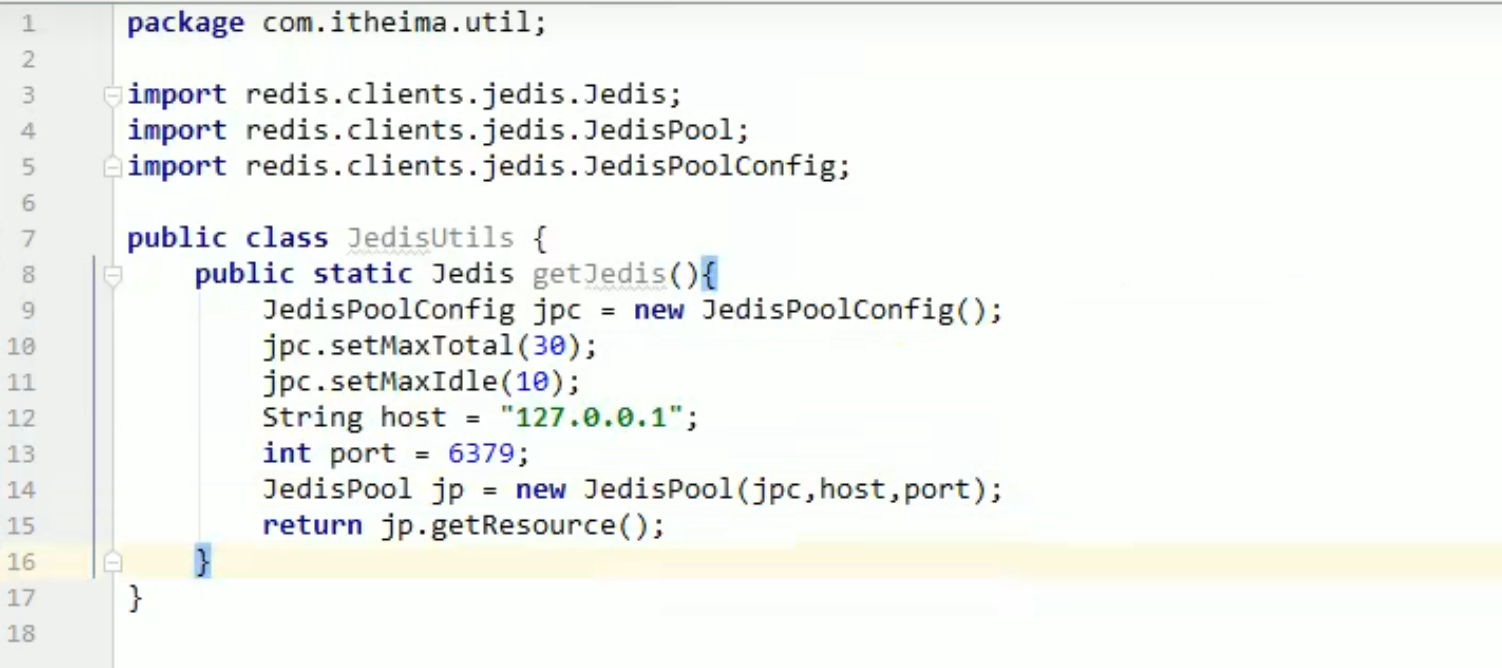 1 package com.itheima.util;
2
3 import redis.clients.jedis.Jedis;
4 import redis.clients.jedis.JedisPool;
5 import redis.clients.jedis.JedisPoolConfig;
6
7 public class JedisUtils {
8     public static Jedis getJedis(){
9         JedisPoolConfig jpc = new JedisPoolConfig();
10         jpc.setMaxTotal(30);
11         jpc.setMaxIdle(10);
12         String host = "127.0.0.1";
13         int port = 6379;
14         JedisPool jp = new JedisPool(jpc,host,port);
15         return jp.getResource();
16     }
17 }
18